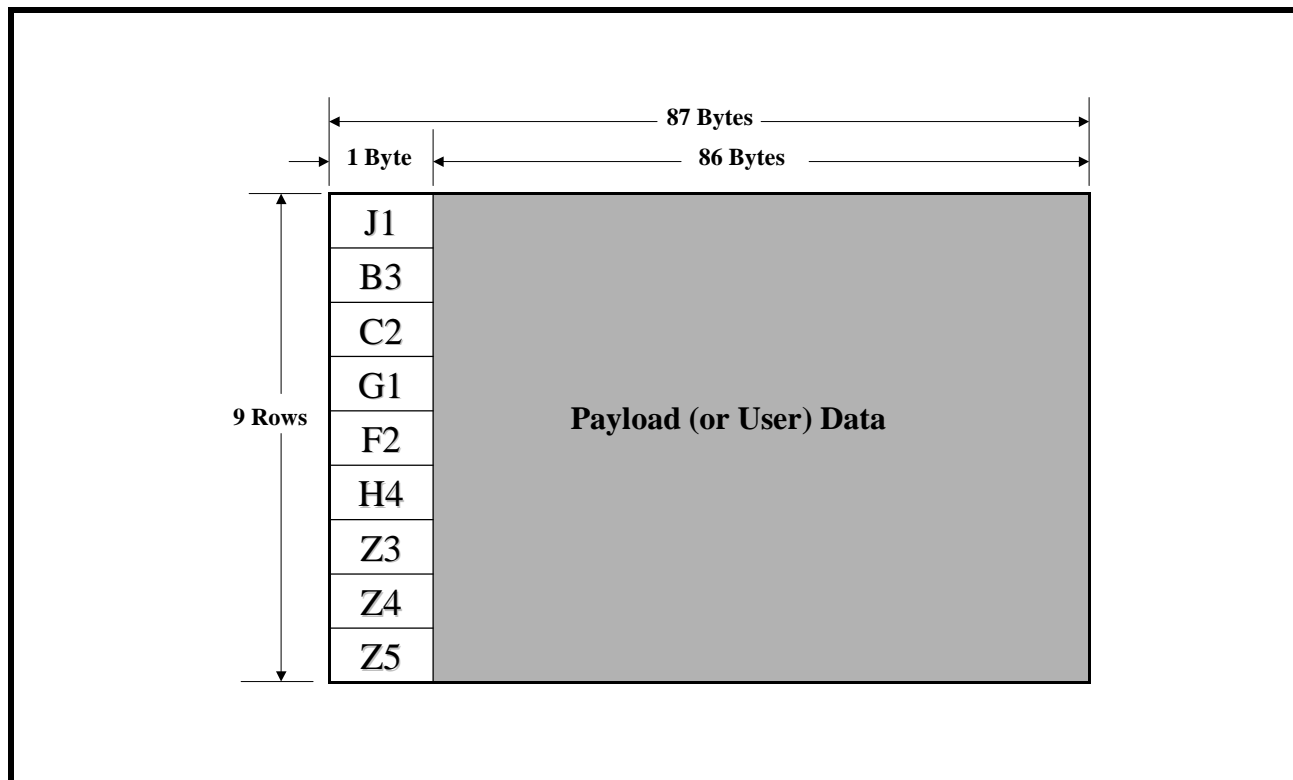 87 Bytes
1 Byte
86 Bytes
J1
B3
C2
G1
9 Rows
Payload (or User) Data
F2
H4
Z3
Z4
Z5